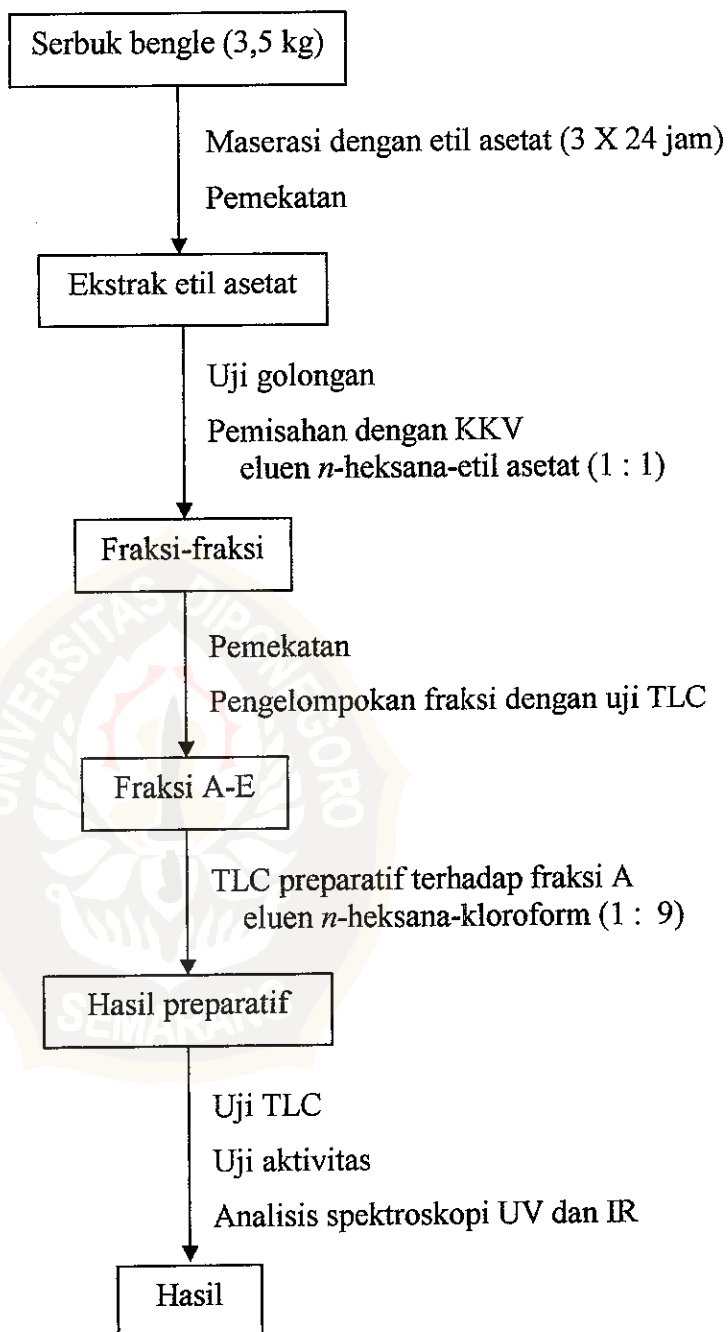 Serbuk bengle (3,5 kg)
Maserasi dengan etil asetat (3 X 24 jam)
Pemekatan
Ekstrak etil asetat
Uji golongan
Pemisahan dengan KKV
eluen n-heksana-etil asetat (1 : 1)
Fraksi-fraksi
Pemekatan
Pengelompokan fraksi dengan uji TLC
Fraksi A-E
TLC preparatif terhadap fraksi A
eluen n-heksana-kloroform (1 : 9)
Hasil preparatif
Uji TLC
Uji aktivitas
Analisis spektroskopi UV dan IR
Hasil
UNIVERSITAS DIPONEGORO
SEMARANG